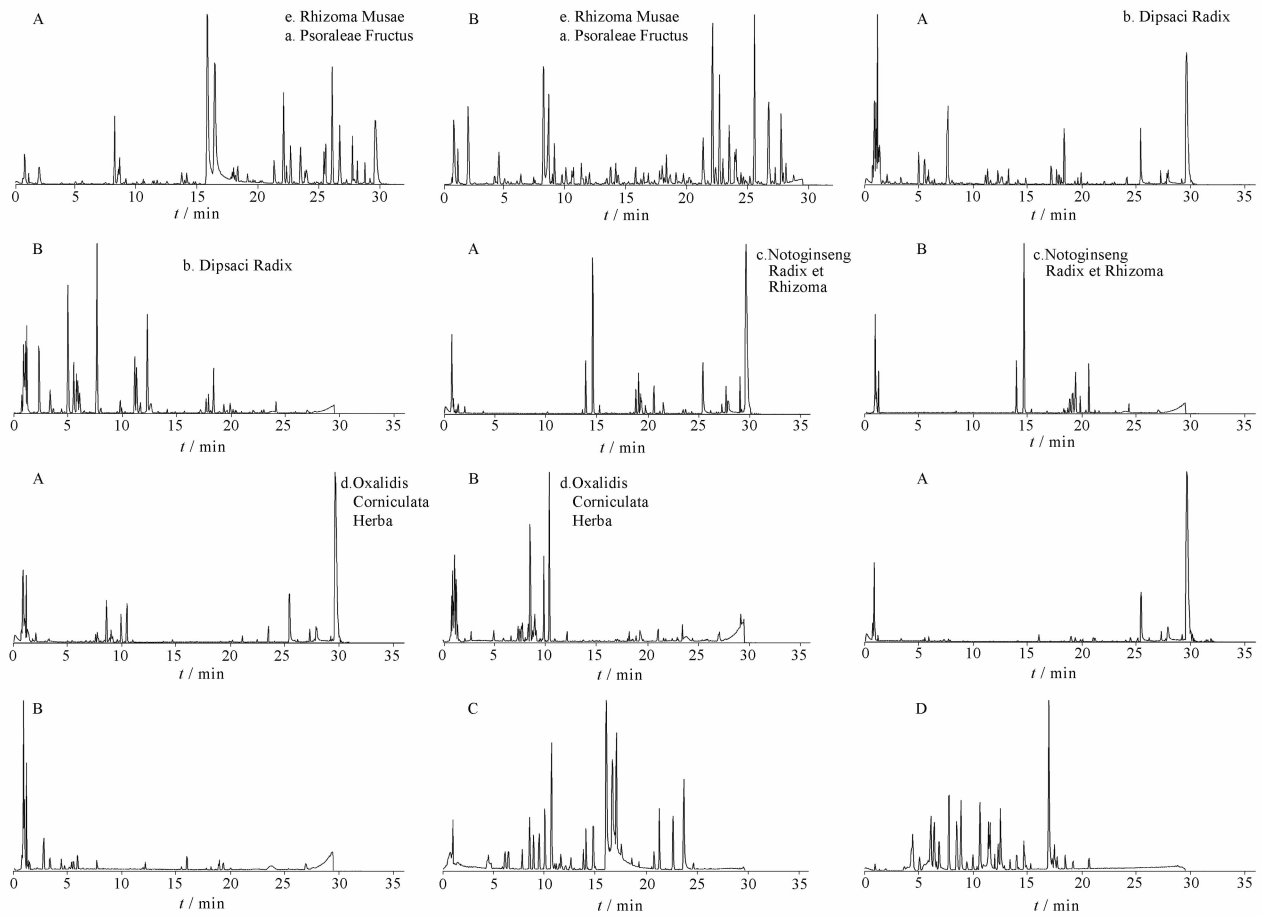 A
e. Rhizoma Musae
a. Psoraleae Fructus
0 5 10 15 20 25 30
t / min
B
e. Rhizoma Musae
a. Psoraleae Fructus
0 5 10 15 20 25 30
t / min
A
b. Dipsaci Radix
0 5 10 15 20 25 30 35
t / min
B
b. Dipsaci Radix
0 5 10 15 20 25 30 35
t / min
A
c.Notoginseng
Radix et
Rhizoma
0 5 10 15 20 25 30 35
t / min
B
c.Notoginseng
Radix et Rhizoma
0 5 10 15 20 25 30 35
t / min
A
d.Oxalidis
Corniculata
Herba
0 5 10 15 20 25 30 35
t / min
B
d.Oxalidis
Corniculata
Herba
0 5 10 15 20 25 30 35
t / min
A
0 5 10 15 20 25 30 35
t / min
B
0 5 10 15 20 25 30 35
t / min
C
0 5 10 15 20 25 30 35
t / min
D
0 5 10 15 20 25 30 35
t / min